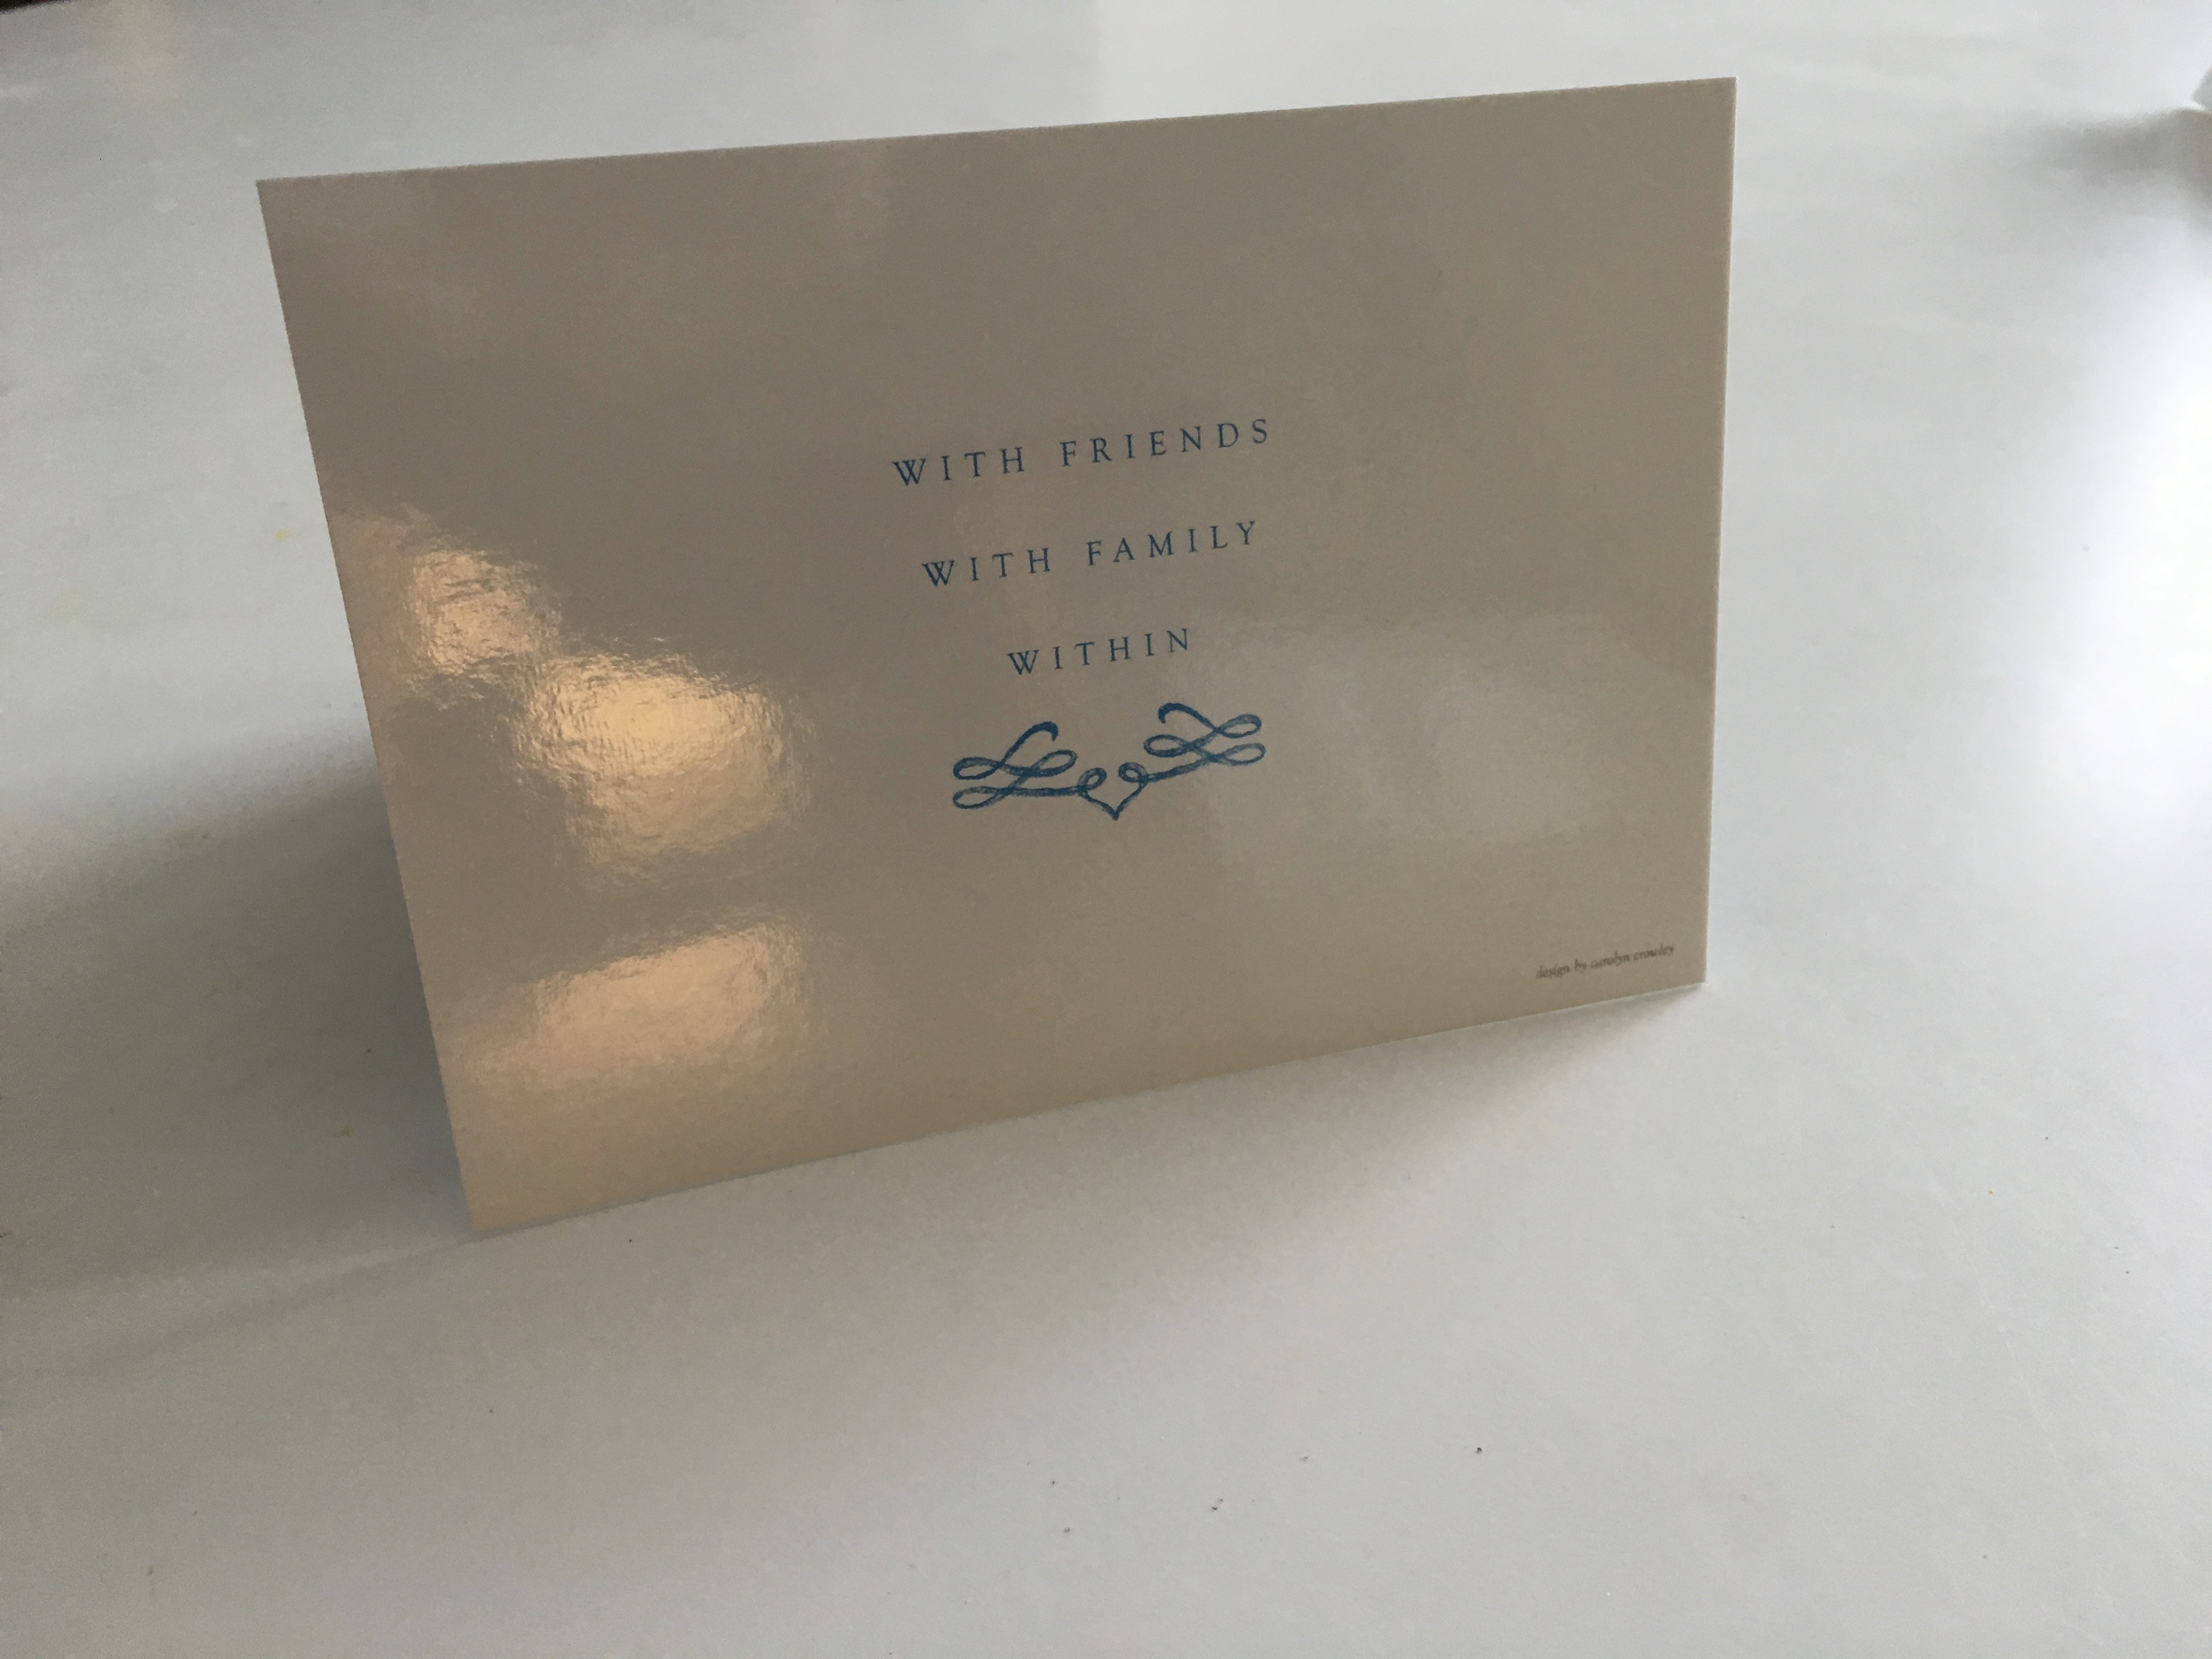 WITH FRIENDS
WITH FAMILY
WITHIN
design by carolyn crowley